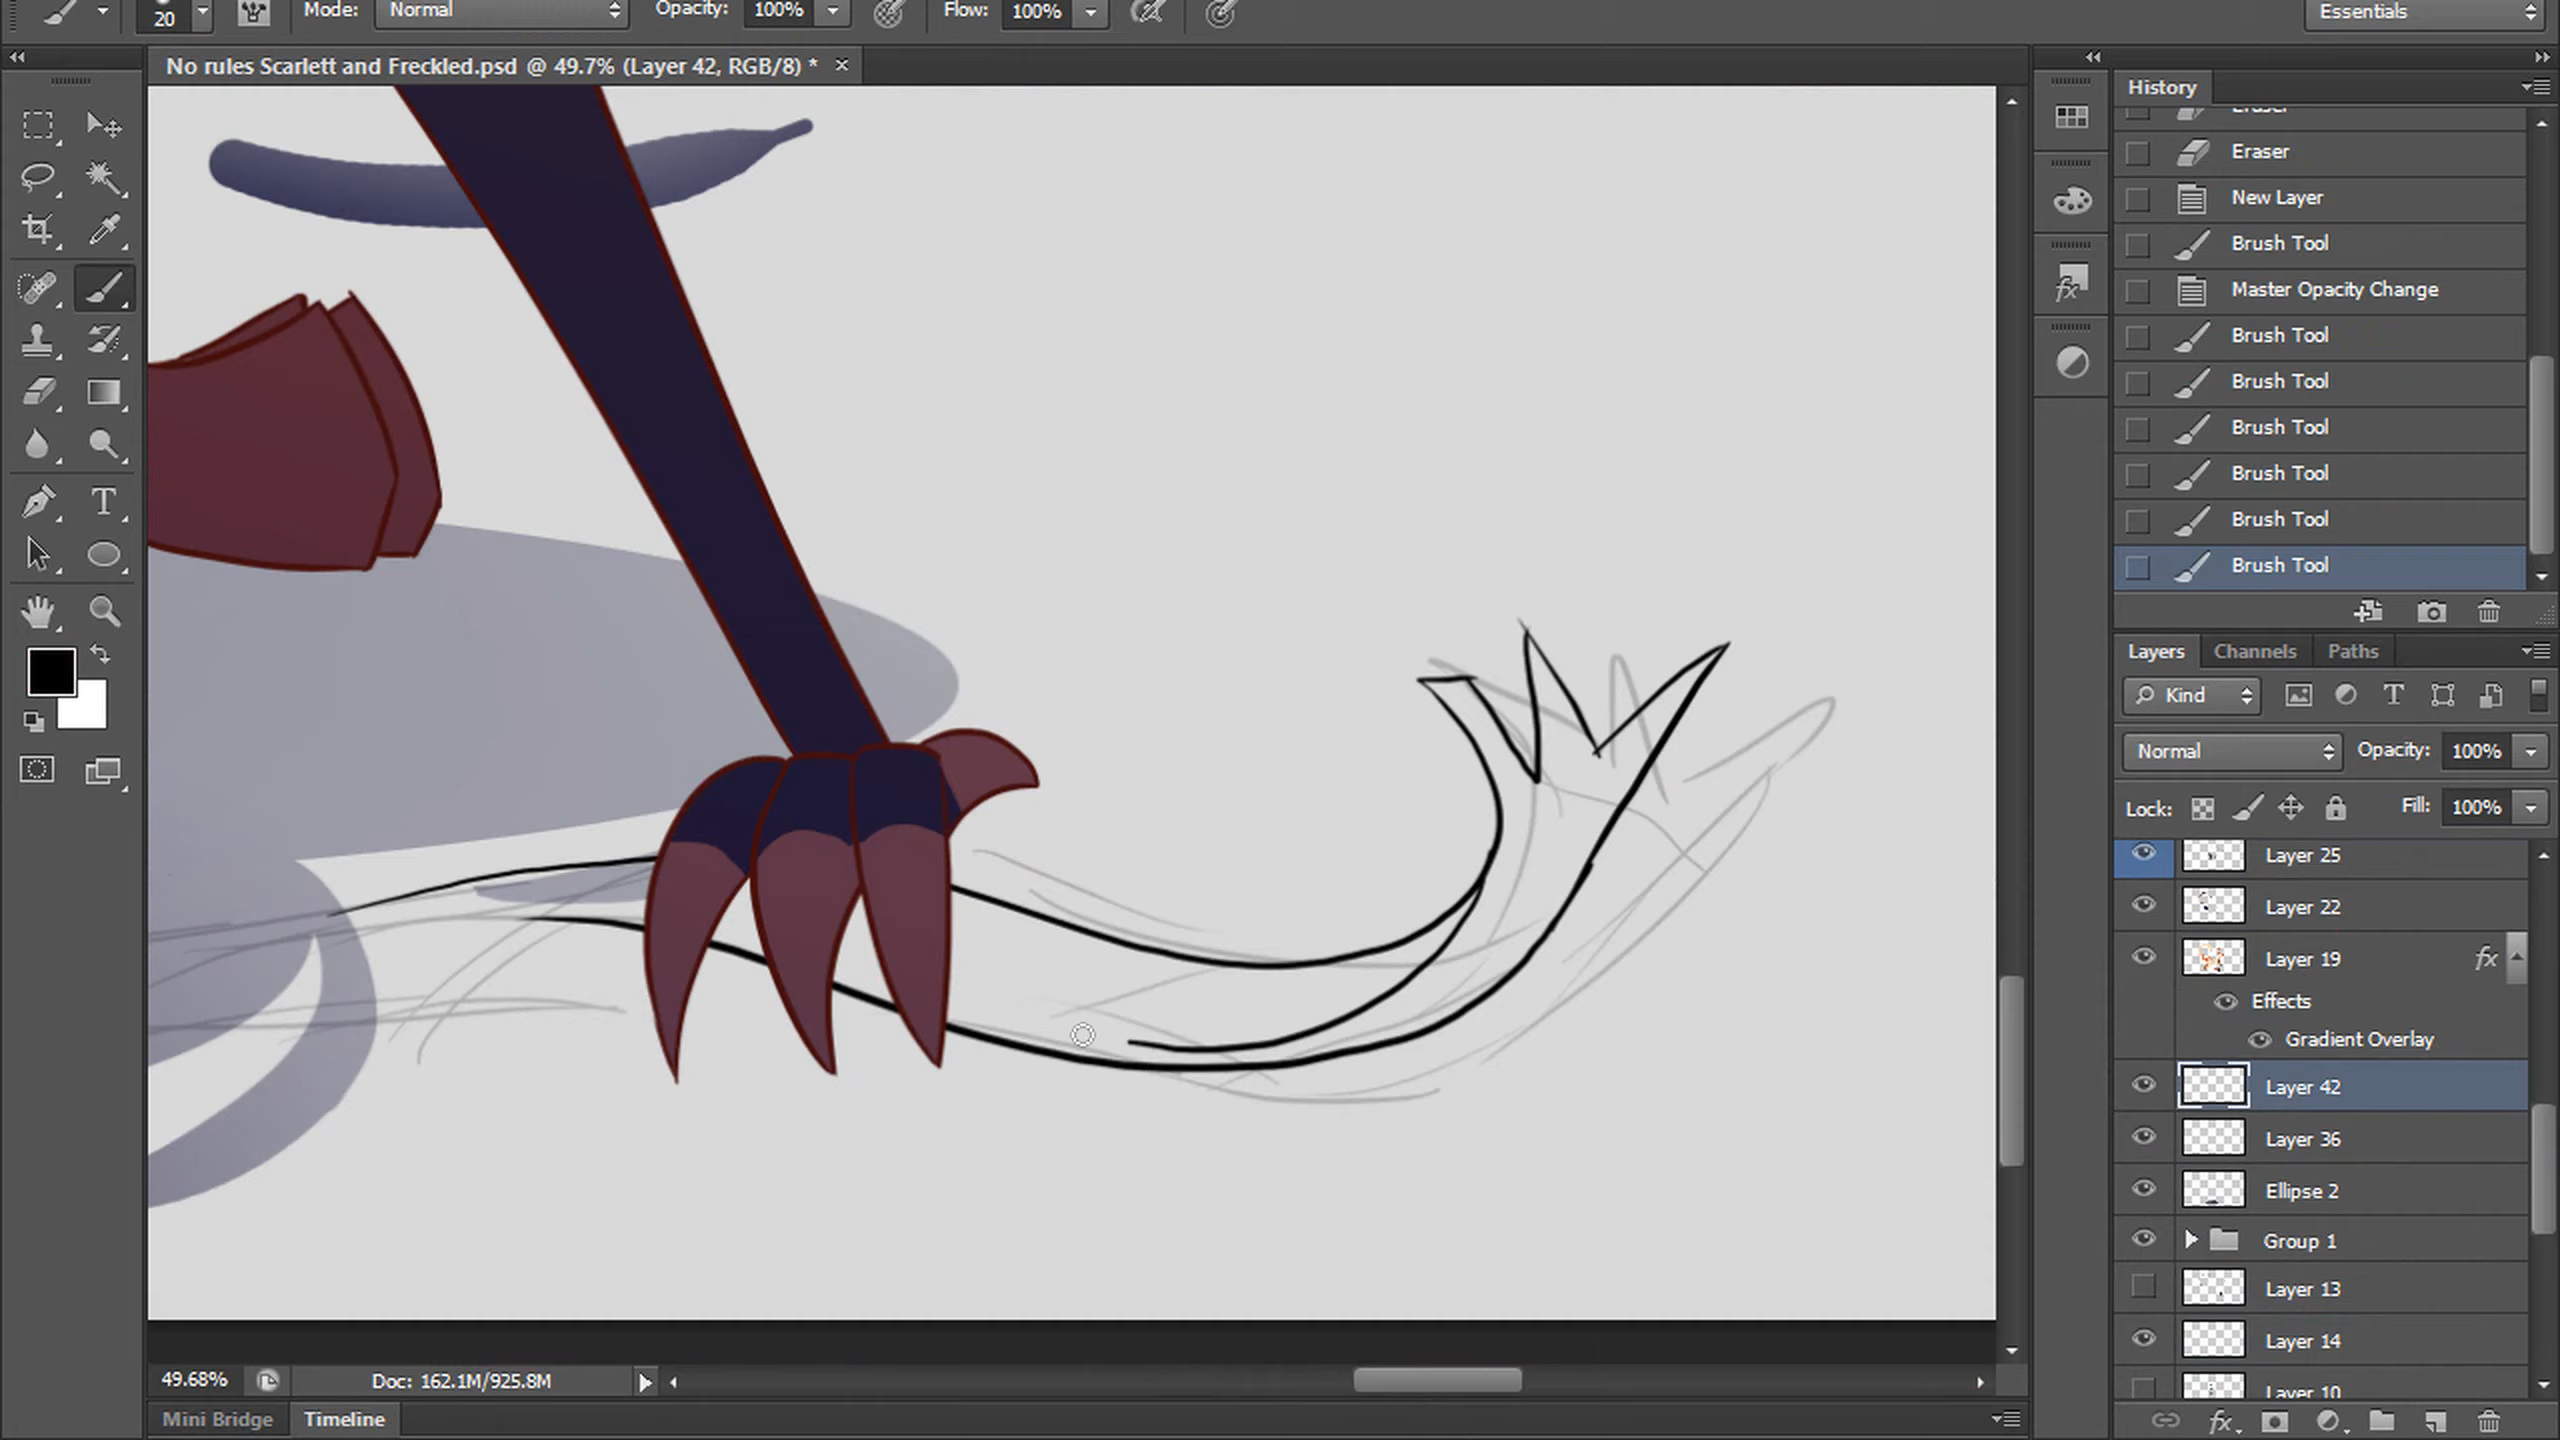 20 Mode: Normal Opacity: 100% Flow: 100% Essentials
No rules Scarlett and Freckled.psd @ 49.7% (Layer 42, RGB/8) * ×
History
Eraser
Eraser
New Layer
Brush Tool
Master Opacity Change
Brush Tool
Brush Tool
Brush Tool
Brush Tool
Brush Tool
Brush Tool
Layers Channels Paths
Kind
Normal Opacity: 100%
Lock: Fill: 100%
Layer 25
Layer 22
Layer 19 fx
Effects
Gradient Overlay
Layer 42
Layer 36
Ellipse 2
Group 1
Layer 13
Layer 14
Layer 10
49.68% Doc: 162.1M/925.8M
Mini Bridge Timeline